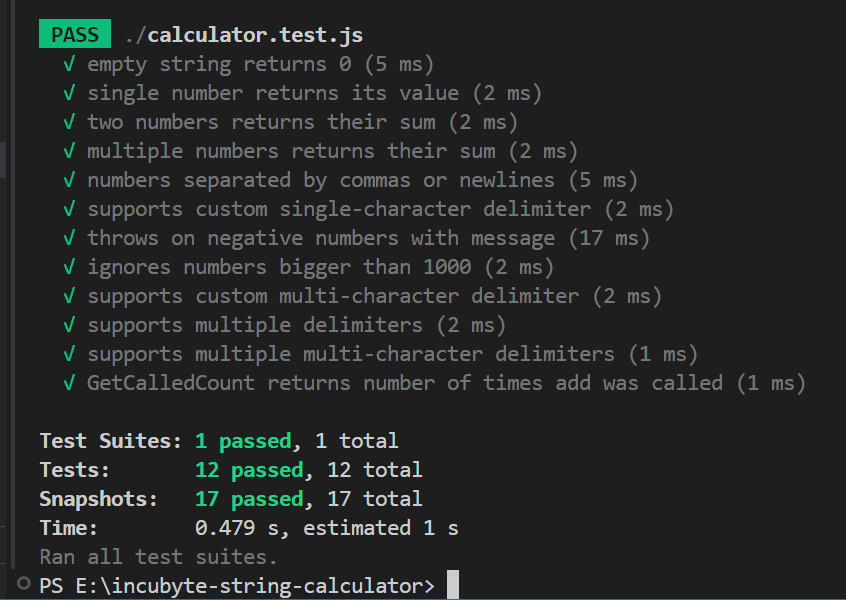 PASS ./calculator.test.js
√ empty string returns 0 (5 ms)
√ single number returns its value (2 ms)
√ two numbers returns their sum (2 ms)
√ multiple numbers returns their sum (2 ms)
√ numbers separated by commas or newlines (5 ms)
√ supports custom single-character delimiter (2 ms)
√ throws on negative numbers with message (17 ms)
√ ignores numbers bigger than 1000 (2 ms)
√ supports custom multi-character delimiter (2 ms)
√ supports multiple delimiters (2 ms)
√ supports multiple multi-character delimiters (1 ms)
√ GetCalledCount returns number of times add was called (1 ms)
Test Suites: 1 passed, 1 total
Tests: 12 passed, 12 total
Snapshots: 17 passed, 17 total
Time: 0.479 s, estimated 1 s
Ran all test suites.
PS E:\incubyte-string-calculator>